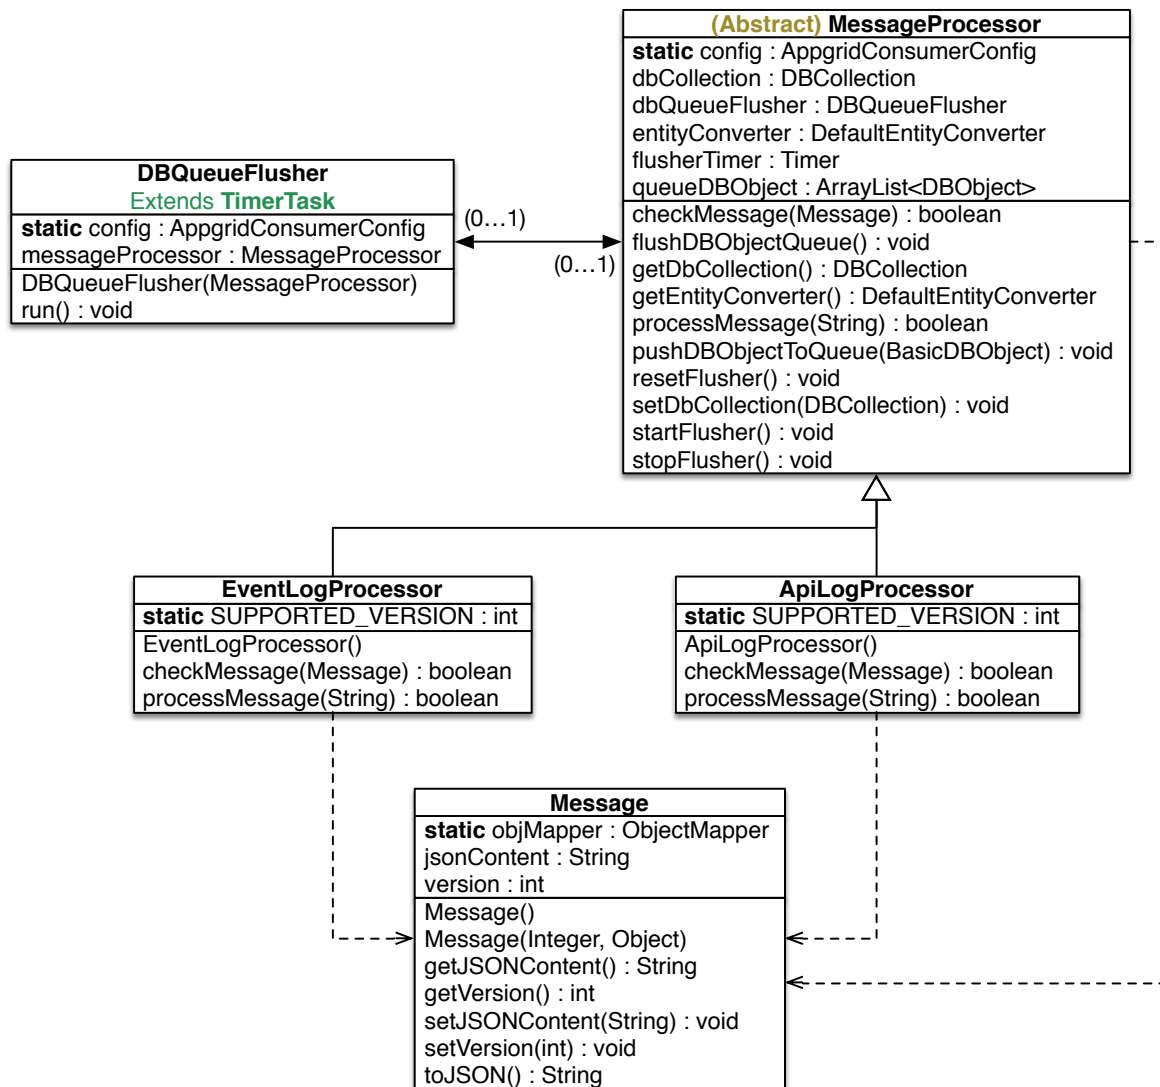 (Abstract) MessageProcessor
static config : AppgridConsumerConfig
dbCollection : DBCollection
dbQueueFlusher : DBQueueFlusher
entityConverter : DefaultEntityConverter
flusherTimer : Timer
queueDBObject : ArrayList<DBObject>
checkMessage(Message) : boolean
flushDBObjectQueue() : void
getDbCollection() : DBCollection
getEntityConverter() : DefaultEntityConverter
processMessage(String) : boolean
pushDBObjectToQueue(BasicDBObject) : void
resetFlusher() : void
setDbCollection(DBCollection) : void
startFlusher() : void
stopFlusher() : void
DBQueueFlusher
Extends TimerTask
static config : AppgridConsumerConfig
messageProcessor : MessageProcessor
DBQueueFlusher(MessageProcessor)
run() : void
(0…1)
(0…1)
EventLogProcessor
static SUPPORTED_VERSION : int
EventLogProcessor()
checkMessage(Message) : boolean
processMessage(String) : boolean
ApiLogProcessor
static SUPPORTED_VERSION : int
ApiLogProcessor()
checkMessage(Message) : boolean
processMessage(String) : boolean
Message
static objMapper : ObjectMapper
jsonContent : String
version : int
Message()
Message(Integer, Object)
getJSONContent() : String
getVersion() : int
setJSONContent(String) : void
setVersion(int) : void
toJSON() : String